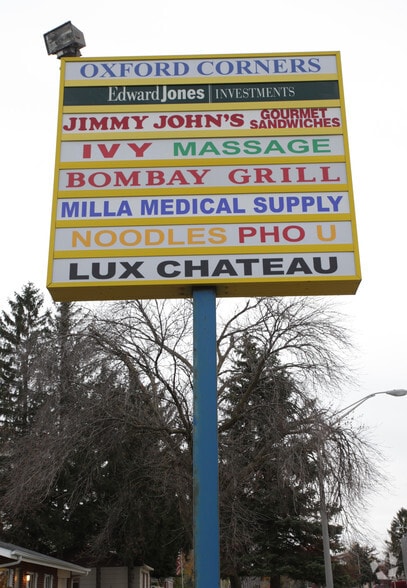 OXFORD CORNERS
Edward Jones | INVESTMENTS
JIMMY JOHN'S GOURMET SANDWICHES
IVY MASSAGE
BOMBAY GRILL
MILLA MEDICAL SUPPLY
NOODLES PHO U
LUX CHATEAU